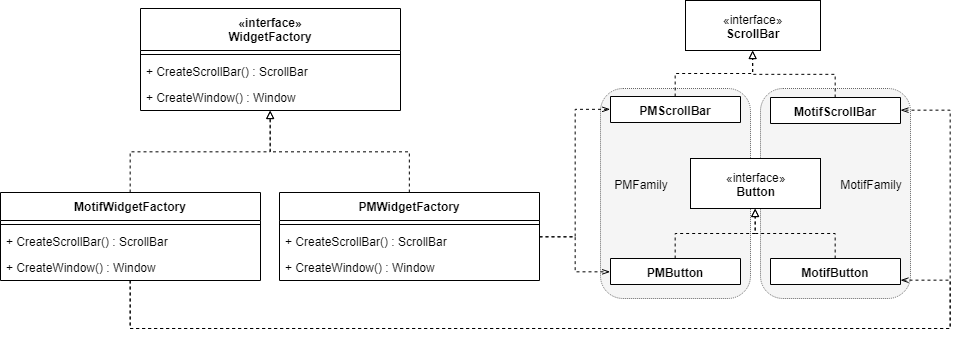 «interface»
WidgetFactory
+ CreateScrollBar() : ScrollBar
+ CreateWindow() : Window
«interface»
ScrollBar
PMScrollBar
MotifScrollBar
«interface»
Button
PMFamily
MotifFamily
MotifWidgetFactory
+ CreateScrollBar() : ScrollBar
+ CreateWindow() : Window
PMWidgetFactory
+ CreateScrollBar() : ScrollBar
+ CreateWindow() : Window
PMButton
MotifButton